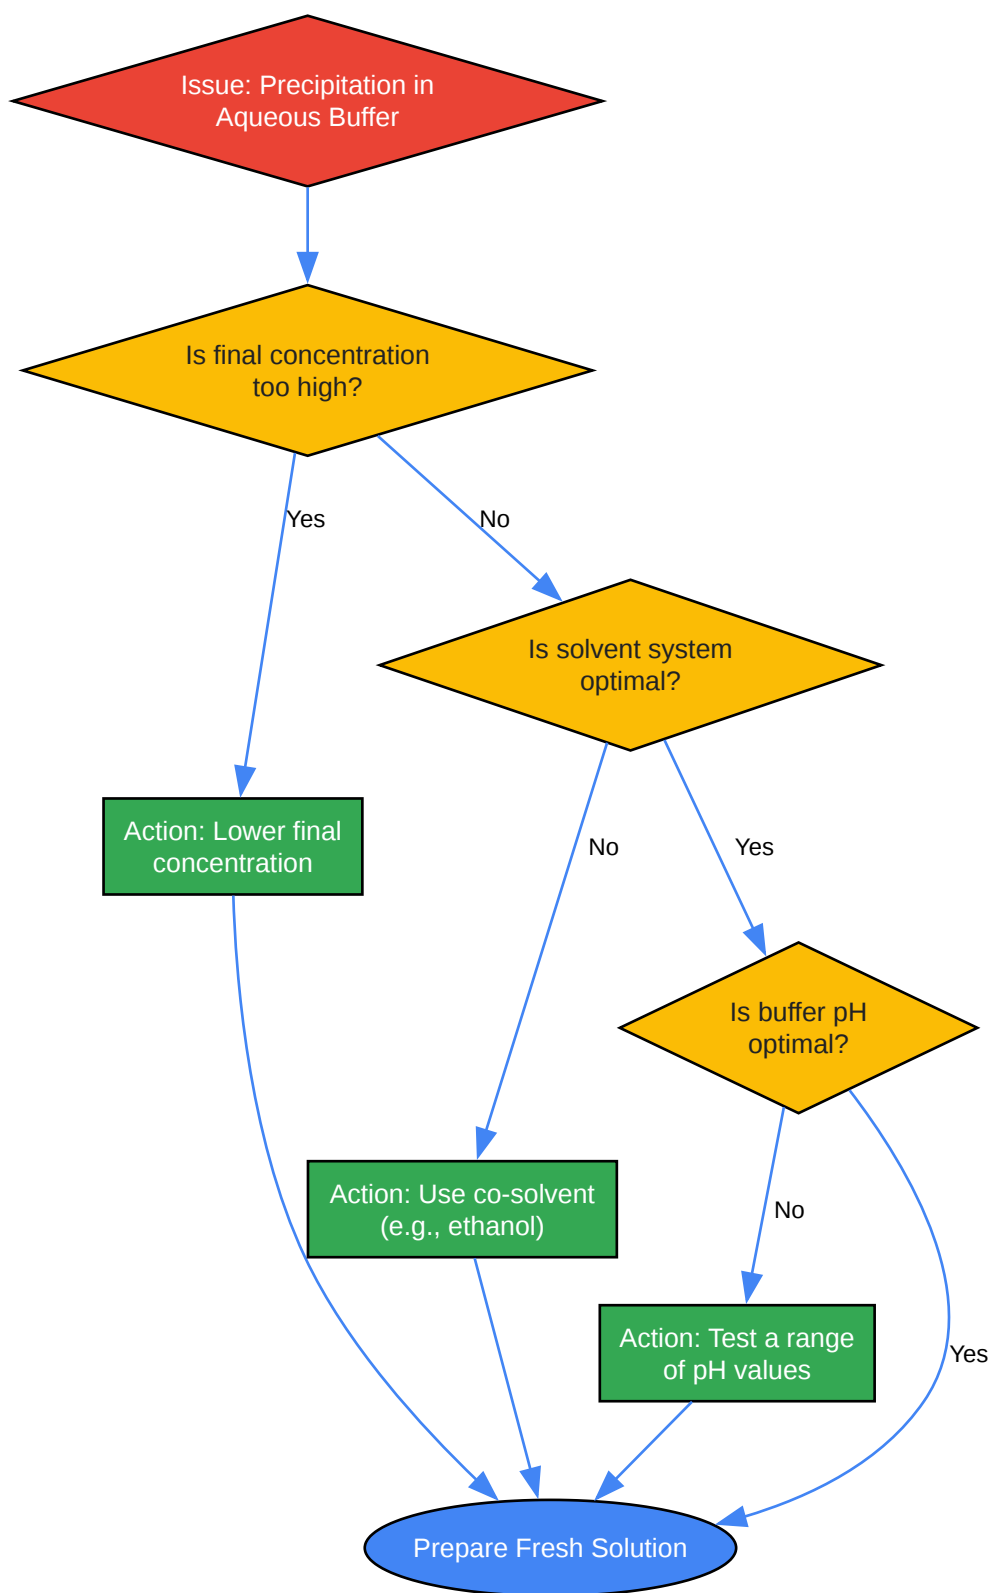 Issue: Precipitation in
Aqueous Buffer
Is final concentration
too high?
Yes
No
Is solvent system
optimal?
Action: Lower final
concentration
No
Yes
Is buffer pH
optimal?
Action: Use co-solvent
(e.g., ethanol)
No
Action: Test a range
of pH values
Yes
Prepare Fresh Solution